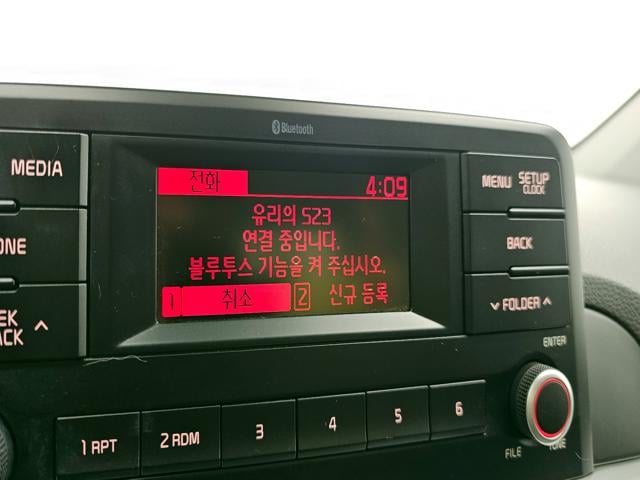 Bluetooth
MEDIA
전화 4:09
MENU SETUP
CLOCK
유리의 S23
연결 중입니다.
블루투스 기능을 켜 주십시오.
1 취소 2 신규 등록
ONE
BACK
EK
ACK
FOLDER
ENTER
1 RPT 2 RDM 3 4 5 6
FILE TUNE